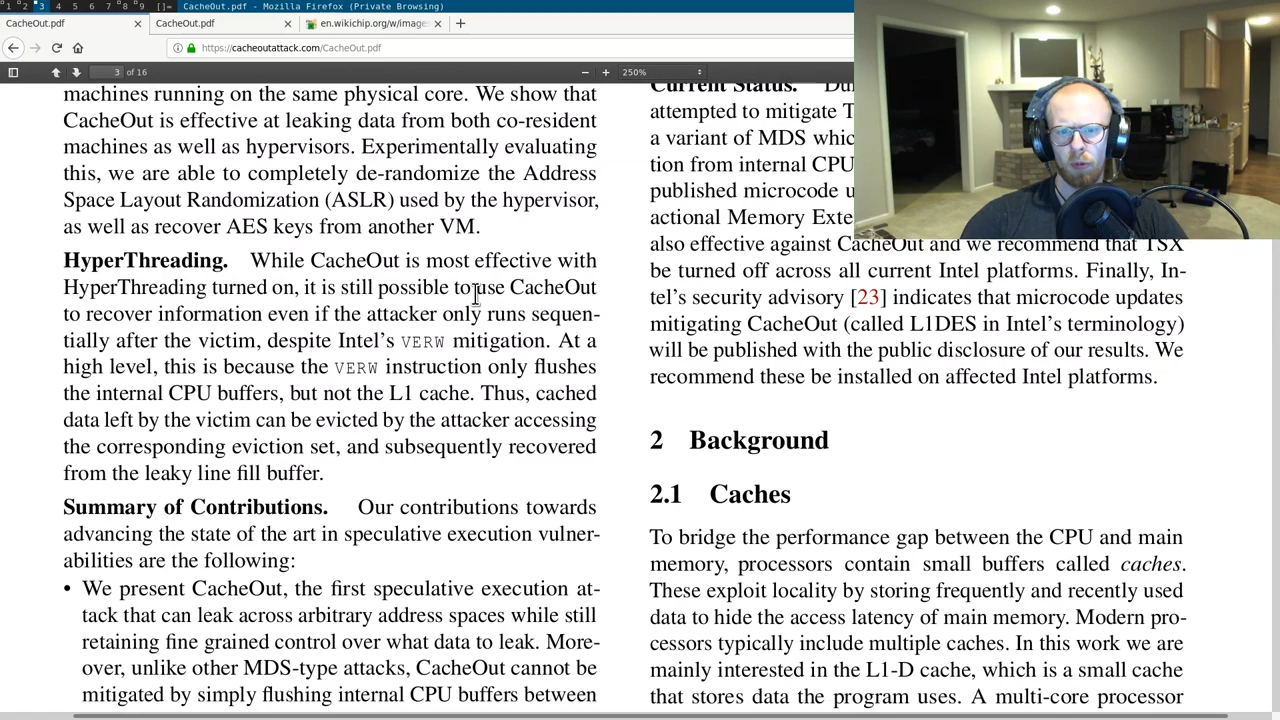 1 2 3 4 5 6 7 8 9 []= CacheOut.pdf - Mozilla Firefox (Private Browsing)
CacheOut.pdf × CacheOut.pdf × en.wikichip.org/w/image × +
https://cacheoutattack.com/CacheOut.pdf
3 of 16 − + 250%
machines running on the same physical core. We show that
CacheOut is effective at leaking data from both co-resident
machines as well as hypervisors. Experimentally evaluating
this, we are able to completely de-randomize the Address
Space Layout Randomization (ASLR) used by the hypervisor,
as well as recover AES keys from another VM.
HyperThreading. While CacheOut is most effective with
HyperThreading turned on, it is still possible to use CacheOut
to recover information even if the attacker only runs sequen-
tially after the victim, despite Intel's VERW mitigation. At a
high level, this is because the VERW instruction only flushes
the internal CPU buffers, but not the L1 cache. Thus, cached
data left by the victim can be evicted by the attacker accessing
the corresponding eviction set, and subsequently recovered
from the leaky line fill buffer.
Summary of Contributions. Our contributions towards
advancing the state of the art in speculative execution vulner-
abilities are the following:
• We present CacheOut, the first speculative execution at-
tack that can leak across arbitrary address spaces while still
retaining fine grained control over what data to leak. More-
over, unlike other MDS-type attacks, CacheOut cannot be
mitigated by simply flushing internal CPU buffers between
Current Status. Du
attempted to mitigate T
a variant of MDS whic
tion from internal CPU
published microcode u
actional Memory Exte
also effective against CacheOut and we recommend that TSX
be turned off across all current Intel platforms. Finally, In-
tel's security advisory [23] indicates that microcode updates
mitigating CacheOut (called L1DES in Intel's terminology)
will be published with the public disclosure of our results. We
recommend these be installed on affected Intel platforms.
2 Background
2.1 Caches
To bridge the performance gap between the CPU and main
memory, processors contain small buffers called caches.
These exploit locality by storing frequently and recently used
data to hide the access latency of main memory. Modern pro-
cessors typically include multiple caches. In this work we are
mainly interested in the L1-D cache, which is a small cache
that stores data the program uses. A multi-core processor